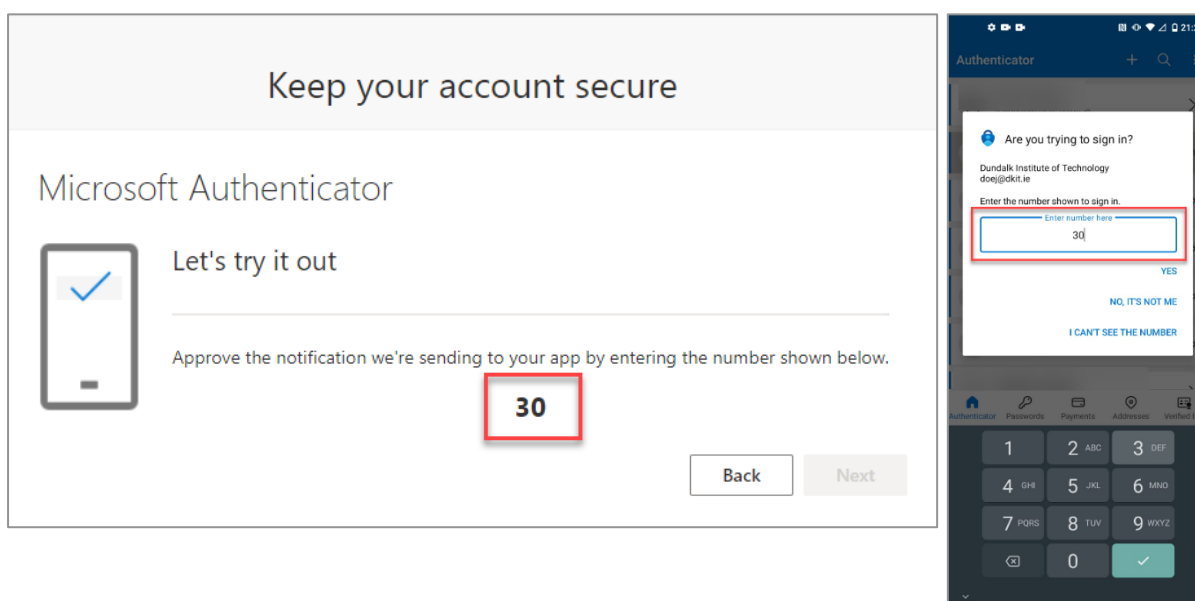 Keep your account secure
Microsoft Authenticator
Let's try it out
Approve the notification we're sending to your app by entering the number shown below.
30
Back
Next
21:
Authenticator
Are you trying to sign in?
Dundalk Institute of Technology
doej@dkit.ie
Enter the number shown to sign in.
Enter number here
30
YES
NO, IT'S NOT ME
I CAN'T SEE THE NUMBER
Authenticator Passwords Payments Addresses Verified
1 2 ABC 3 DEF
4 GHI 5 JKL 6 MNO
7 PQRS 8 TUV 9 WXYZ
0